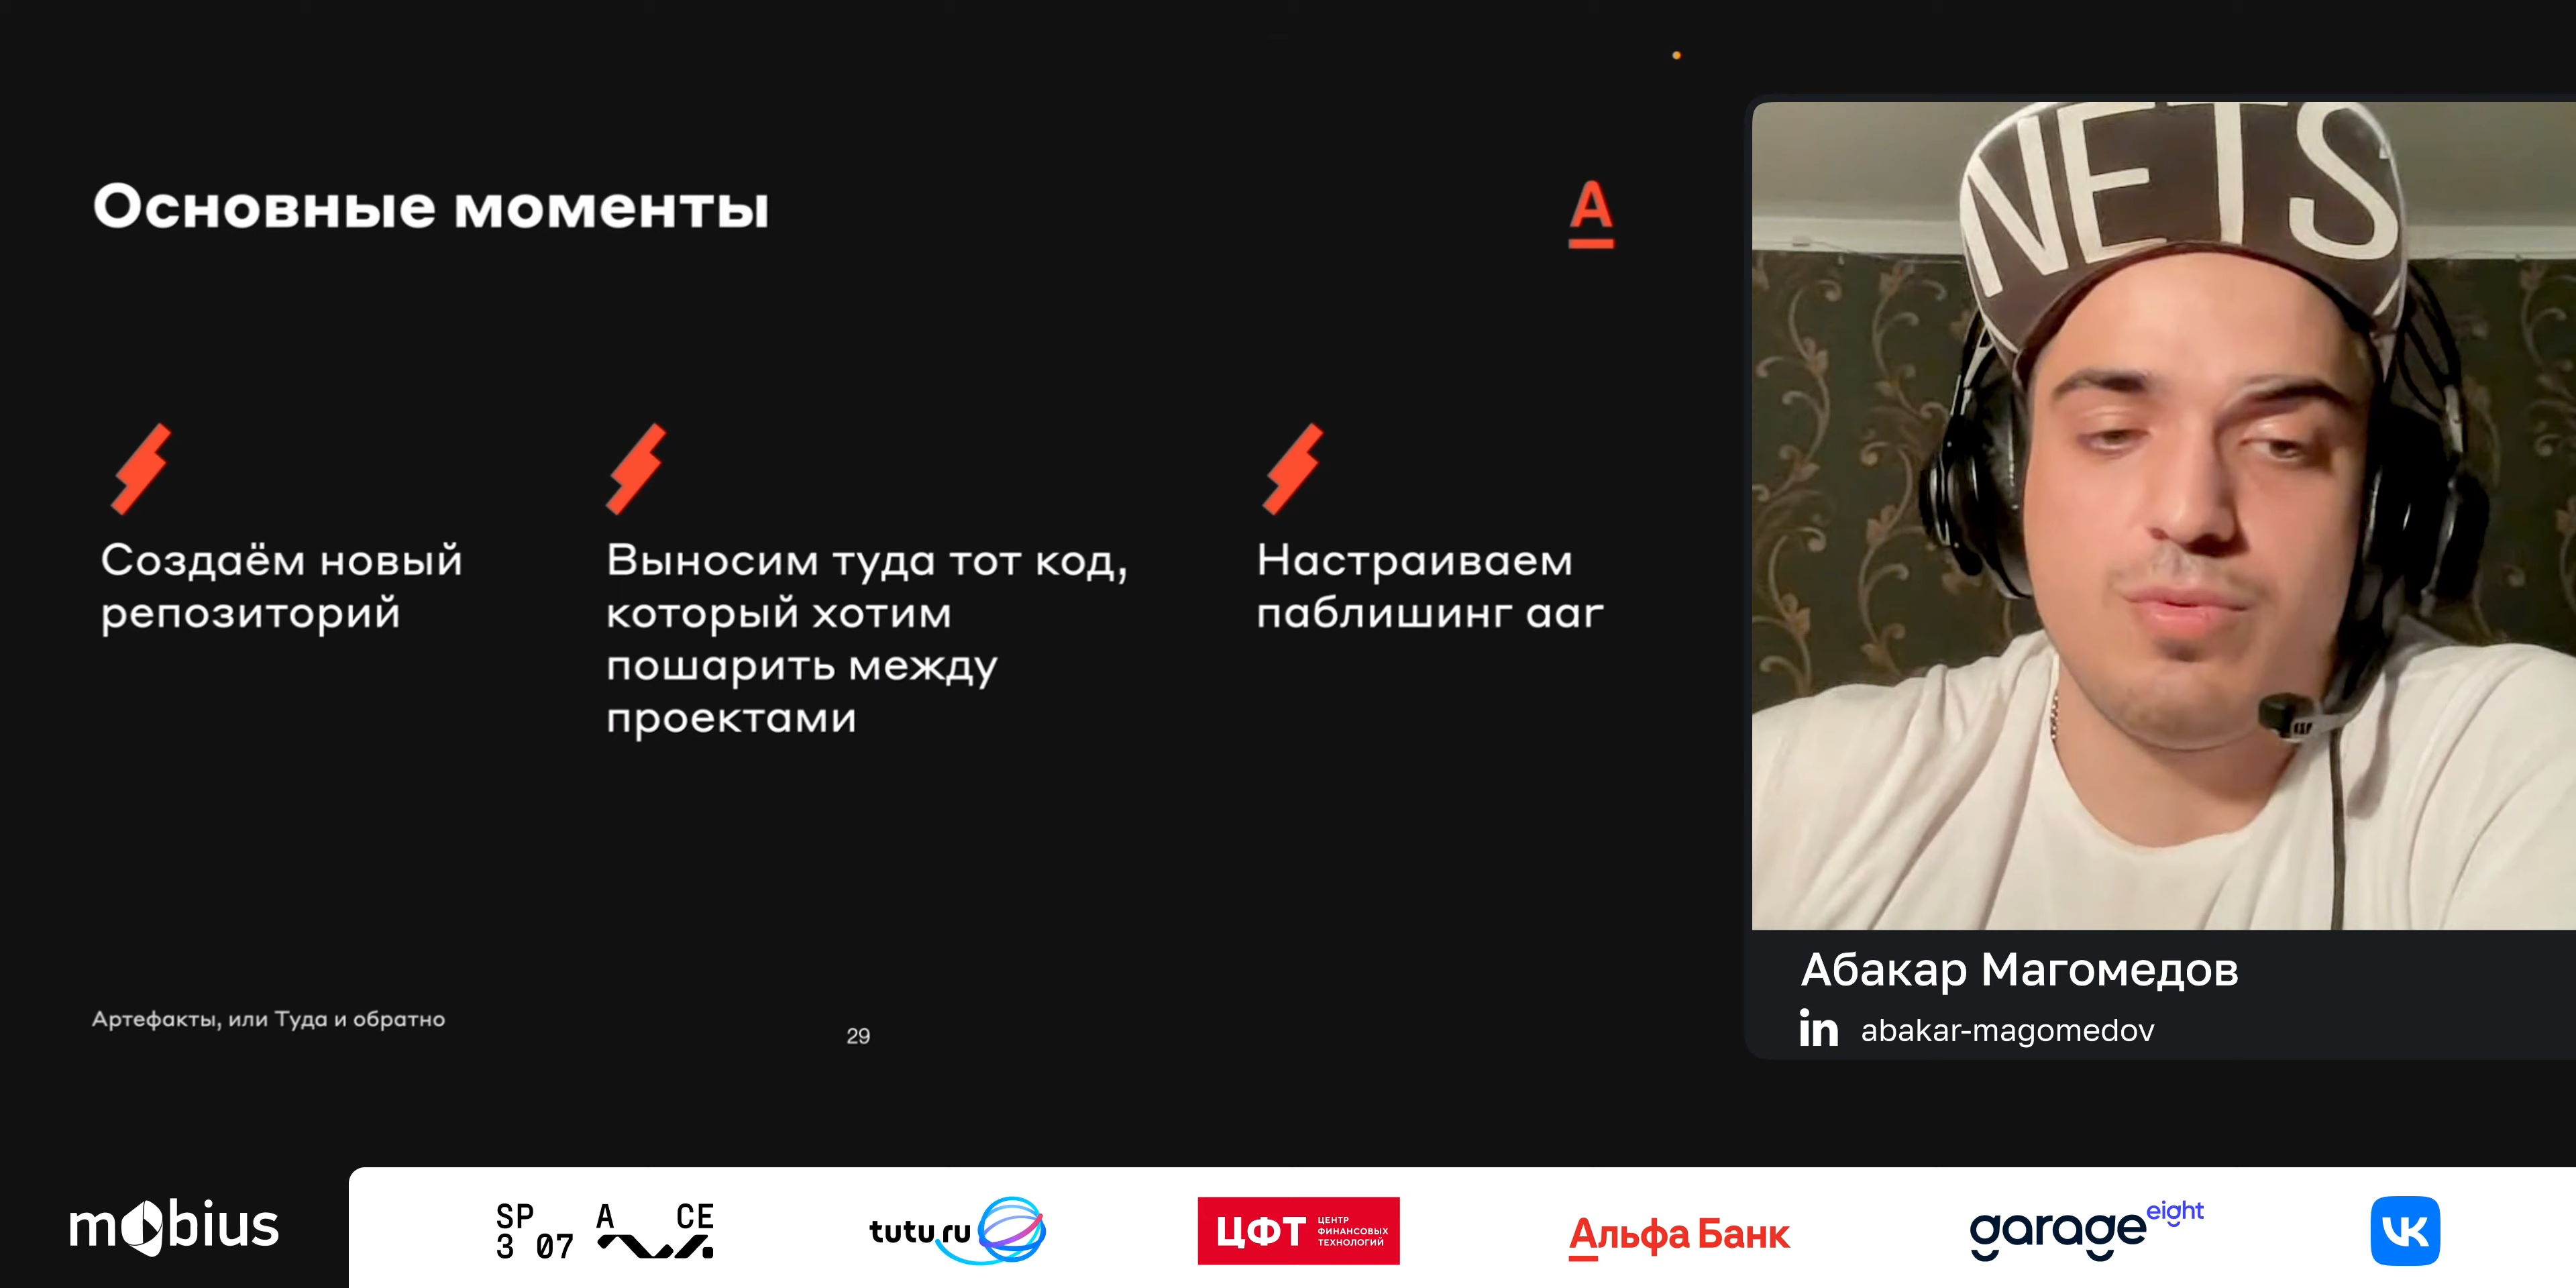 Основные моменты
A
NETS
Создаём новый
репозиторий
Выносим туда тот код,
который хотим
пошарить между
проектами
Настраиваем
паблишинг aar
Абакар Магомедов
in abakar-magomedov
Артефакты, или Туда и обратно
29
mobius
SP A CE
3 07
tutu.ru
ЦФТ
ЦЕНТР
ФИНАНСОВЫХ
ТЕХНОЛОГИЙ
Альфа Банк
garage eight
VK